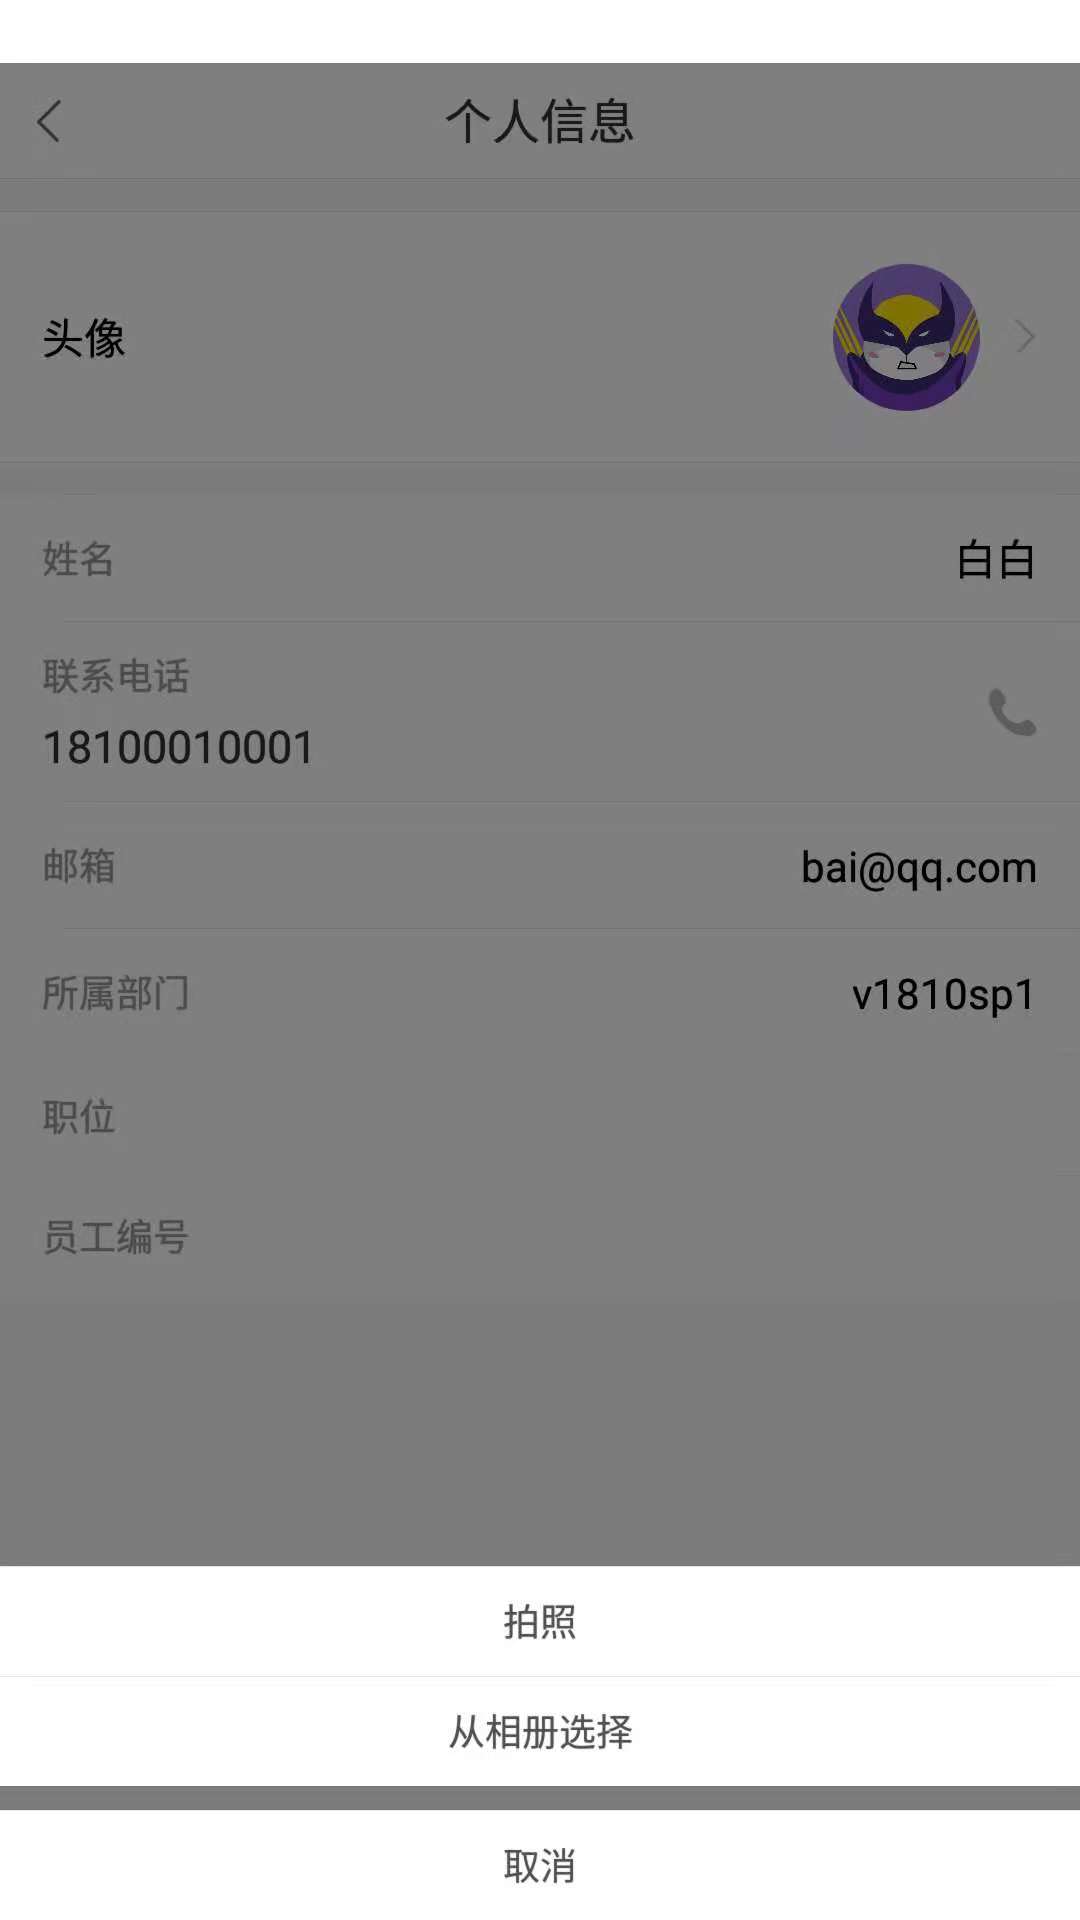 个人信息
头像
姓名 白白
联系电话
18100010001
邮箱 bai@qq.com
所属部门 v1810sp1
职位
员工编号
拍照
从相册选择
取消